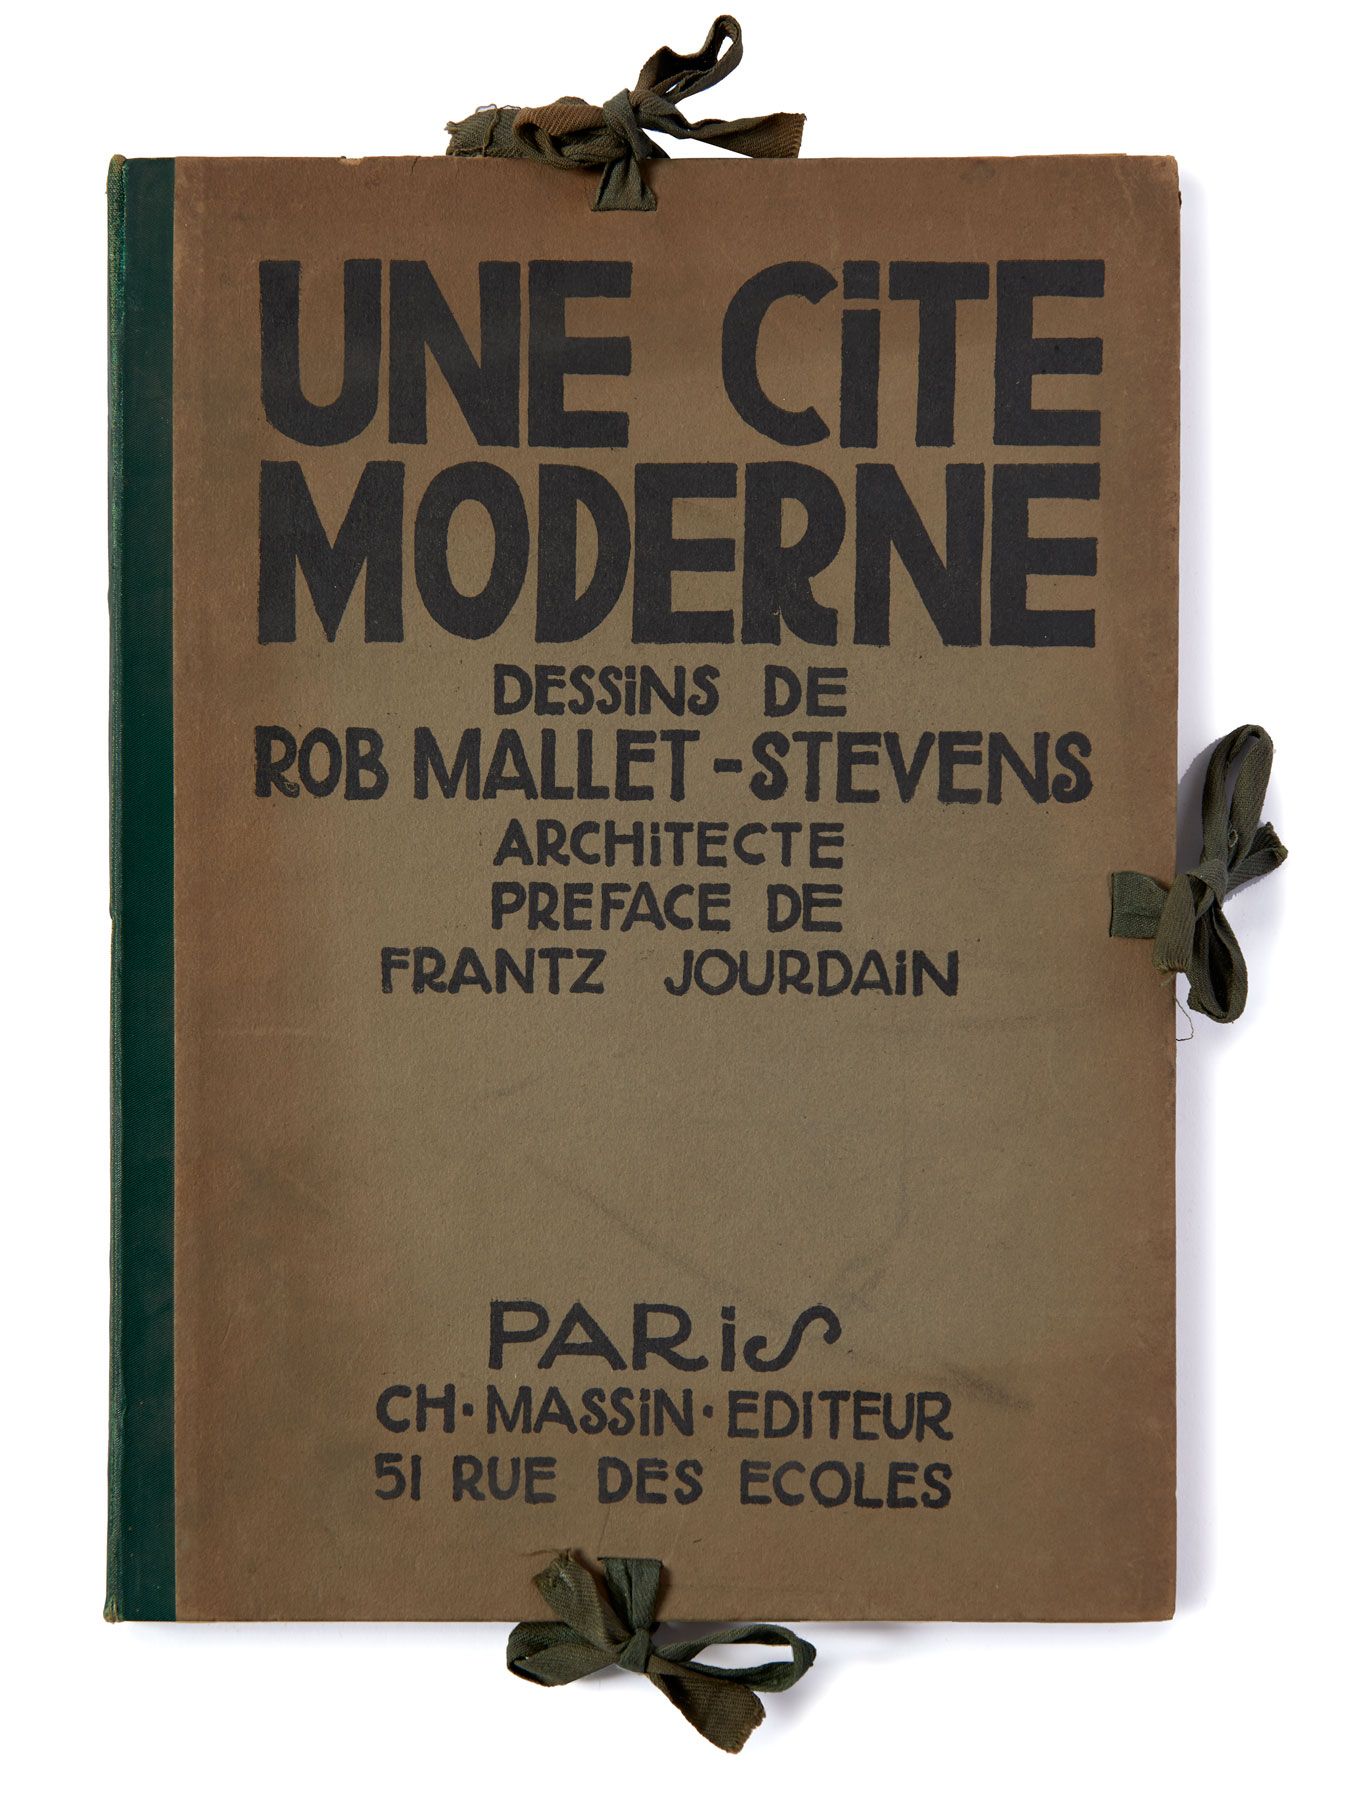 UNE CiTE
MODERNE
DESSiNS DE
ROB MALLET-STEVENS
ARCHiTECTE
PREFACE DE
FRANTZ JOURDAiN
PARiS
CH·MASSiN·EDITEUR
51 RUE DES ECOLES